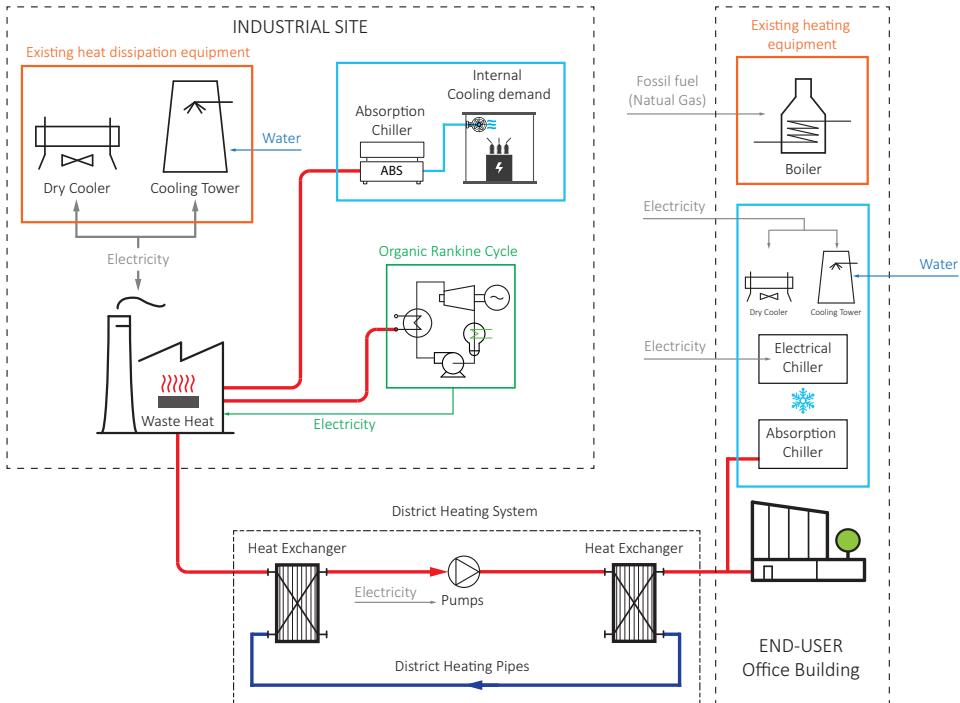 INDUSTRIAL SITE
Existing heat dissipation equipment
Dry Cooler
Cooling Tower
Water
Electricity
Absorption
Chiller
ABS
Internal
Cooling demand
Organic Rankine Cycle
Electricity
Waste Heat
District Heating System
Heat Exchanger
Electricity
Pumps
Heat Exchanger
District Heating Pipes
Existing heating
equipment
Fossil fuel
(Natual Gas)
Boiler
Electricity
Dry Cooler
Cooling Tower
Water
Electricity
Electrical
Chiller
Absorption
Chiller
END-USER
Office Building